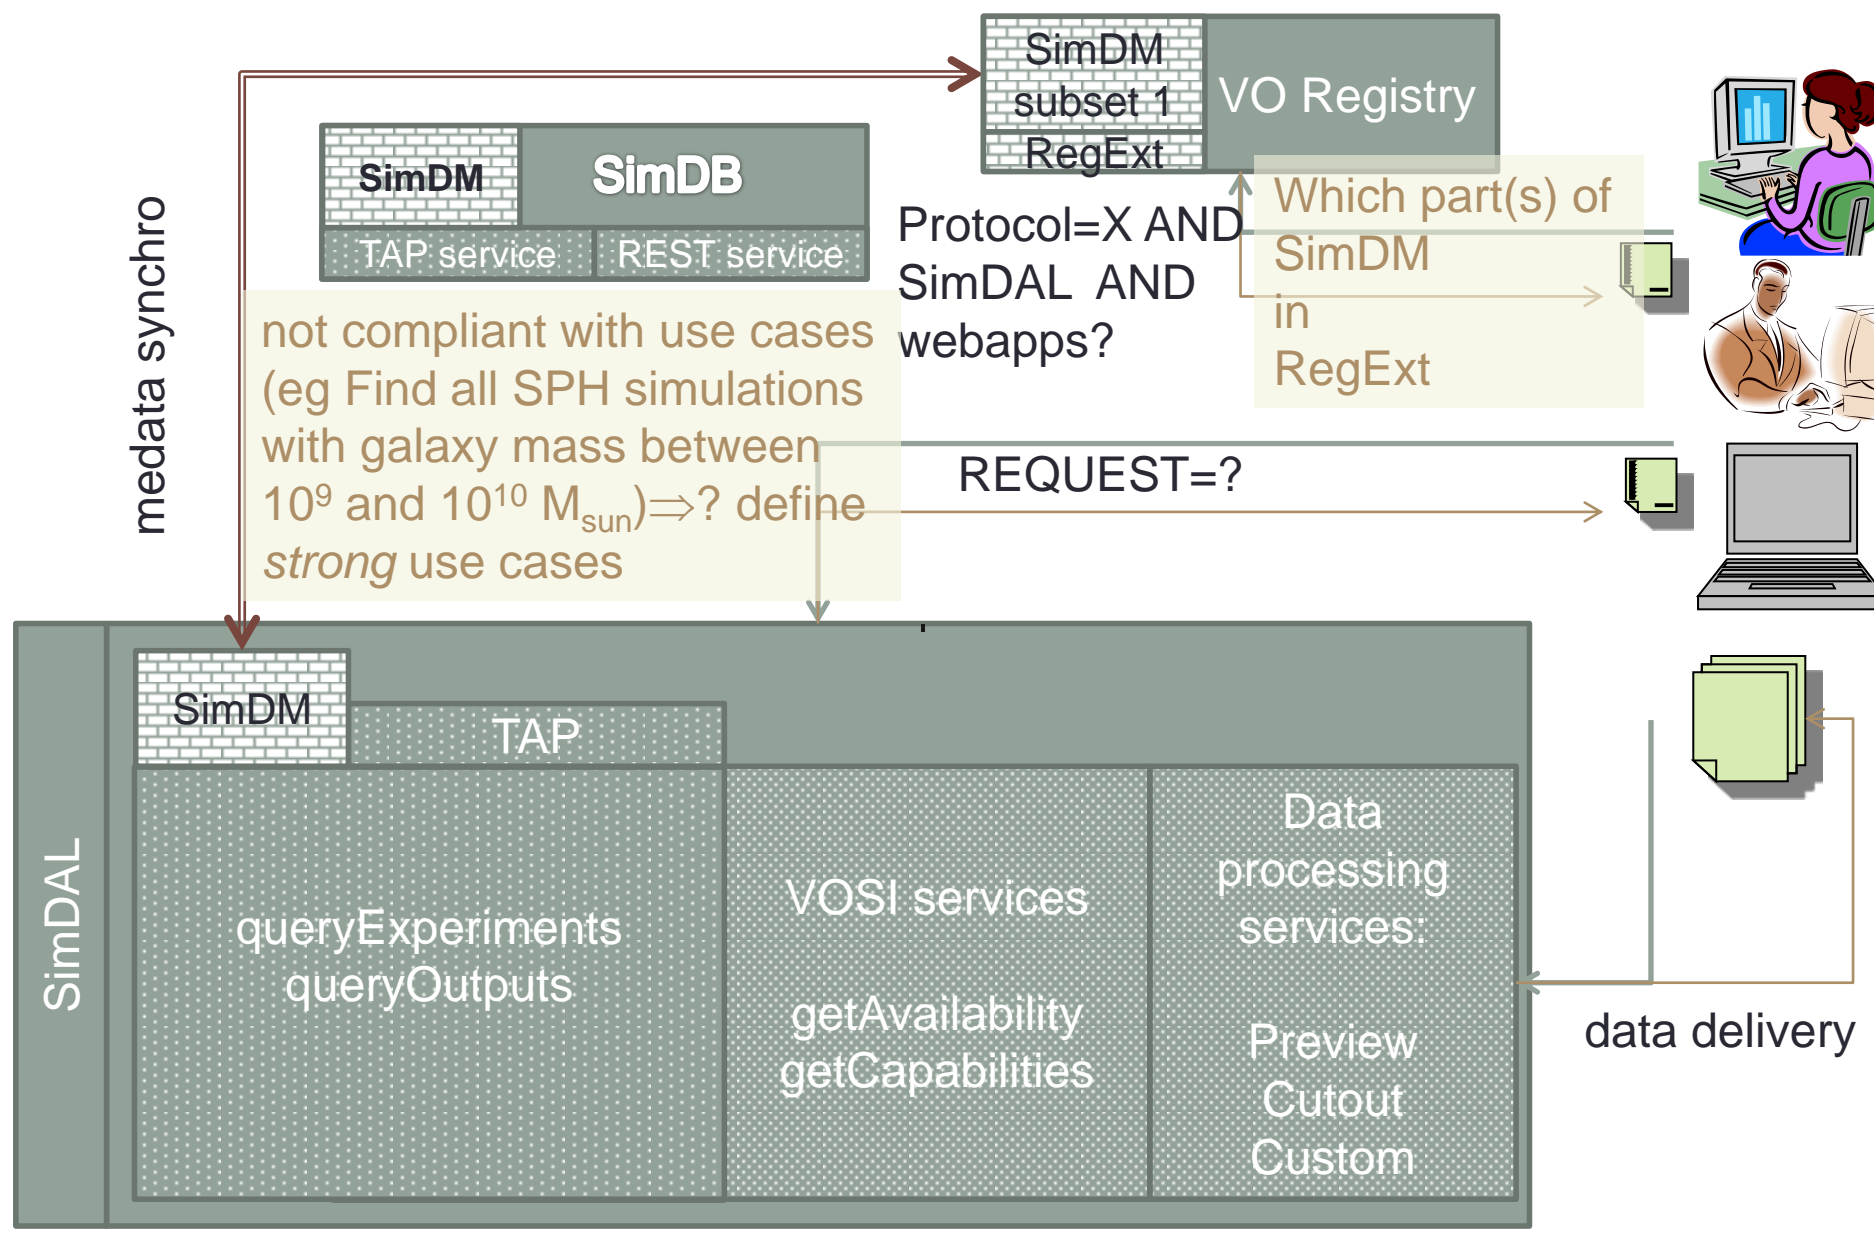 SimDM
subset 1
RegExt
VO Registry
SimDM
SimDB
TAP service
REST service
medata synchro
Protocol=X AND
SimDAL AND
webapps?
Which part(s) of
SimDM
in
RegExt
not compliant with use cases
(eg Find all SPH simulations
with galaxy mass between
10⁹ and 10¹⁰ Msun)⇒? define
strong use cases
REQUEST=?
SimDAL
SimDM
TAP
queryExperiments
queryOutputs
VOSI services
getAvailability
getCapabilities
Data
processing
services:
Preview
Cutout
Custom
data delivery